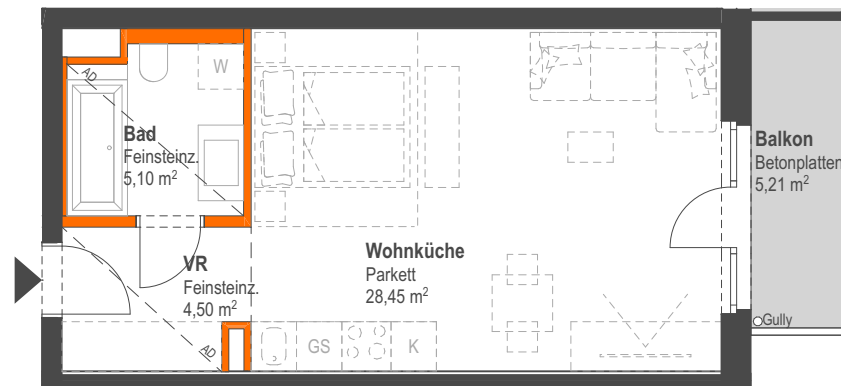 AD
W
Bad
Feinsteinz.
5,10 m²
Balkon
Betonplatten
5,21 m²
VR
Feinsteinz.
4,50 m²
Wohnküche
Parkett
28,45 m²
Gully
AD
GS
K